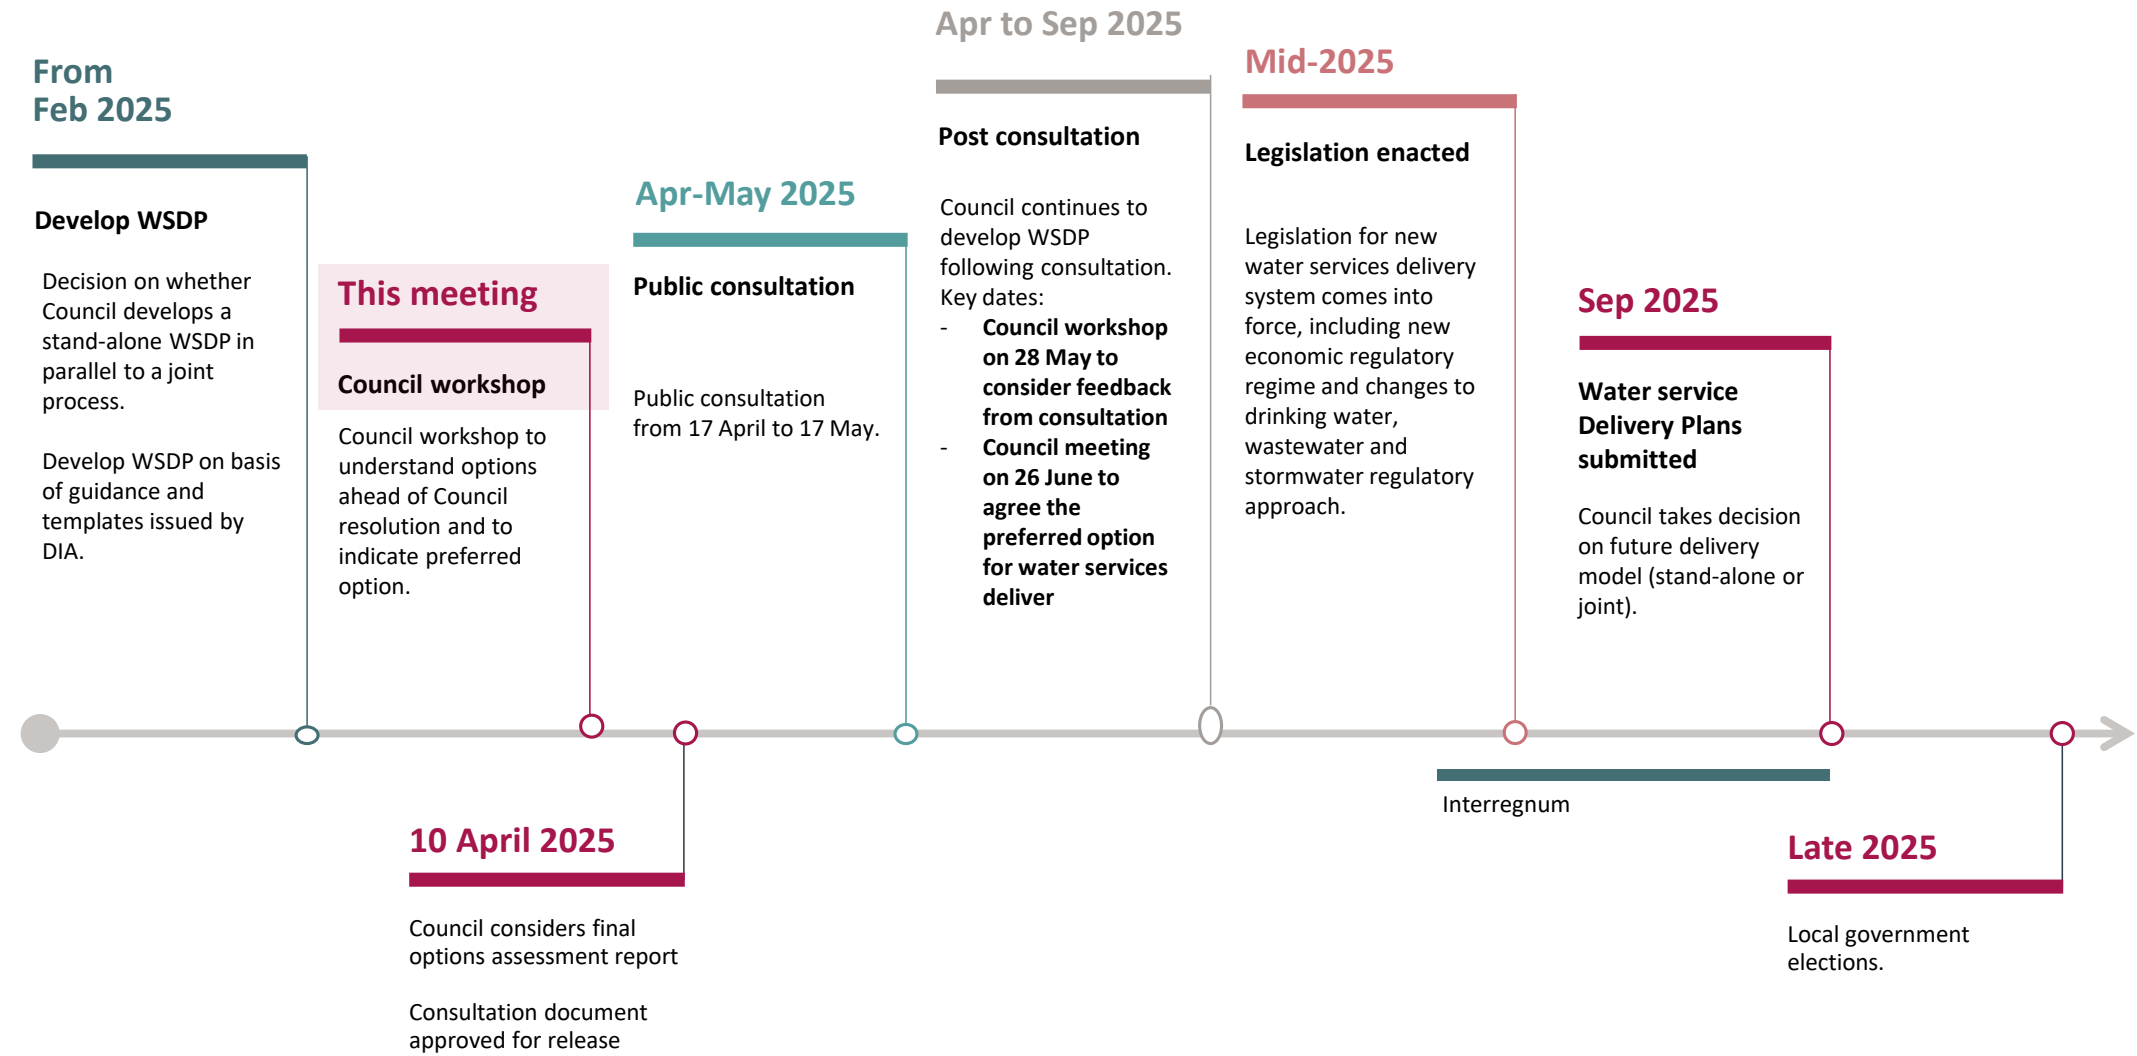 From
Feb 2025
Develop WSDP
Decision on whether
Council develops a
stand-alone WSDP in
parallel to a joint
process.
Develop WSDP on basis
of guidance and
templates issued by
DIA.
This meeting
Council workshop
Council workshop to
understand options
ahead of Council
resolution and to
indicate preferred
option.
10 April 2025
Council considers final
options assessment report
Consultation document
approved for release
Apr-May 2025
Public consultation
Public consultation
from 17 April to 17 May.
Apr to Sep 2025
Post consultation
Council continues to
develop WSDP
following consultation.
Key dates:
- Council workshop
on 28 May to
consider feedback
from consultation
- Council meeting
on 26 June to
agree the
preferred option
for water services
deliver
Mid-2025
Legislation enacted
Legislation for new
water services delivery
system comes into
force, including new
economic regulatory
regime and changes to
drinking water,
wastewater and
stormwater regulatory
approach.
Interregnum
Sep 2025
Water service
Delivery Plans
submitted
Council takes decision
on future delivery
model (stand-alone or
joint).
Late 2025
Local government
elections.